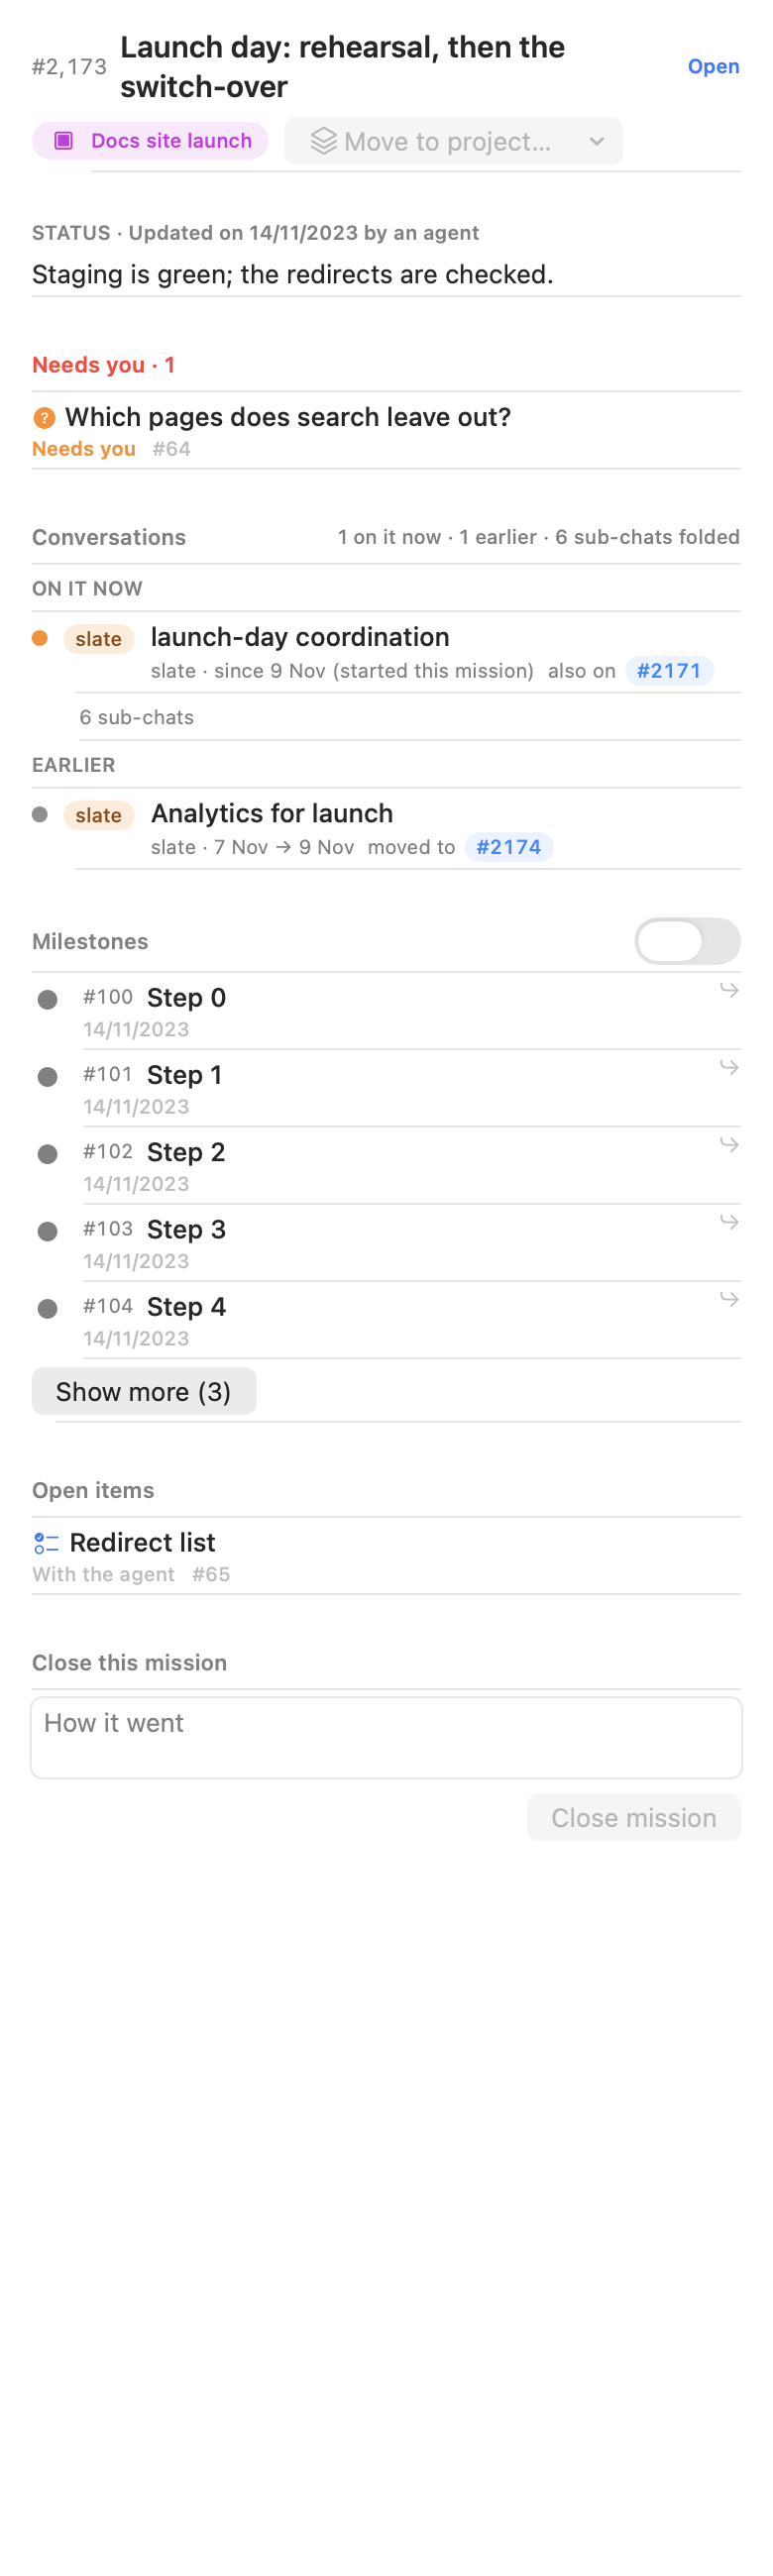 #2,173 Launch day: rehearsal, then the switch-over Open
Docs site launch Move to project...
STATUS · Updated on 14/11/2023 by an agent
Staging is green; the redirects are checked.
Needs you · 1
? Which pages does search leave out?
Needs you #64
Conversations 1 on it now · 1 earlier · 6 sub-chats folded
ON IT NOW
slate launch-day coordination
slate · since 9 Nov (started this mission) also on #2171
6 sub-chats
EARLIER
slate Analytics for launch
slate · 7 Nov → 9 Nov moved to #2174
Milestones
#100 Step 0
14/11/2023
#101 Step 1
14/11/2023
#102 Step 2
14/11/2023
#103 Step 3
14/11/2023
#104 Step 4
14/11/2023
Show more (3)
Open items
Redirect list
With the agent #65
Close this mission
How it went
Close mission